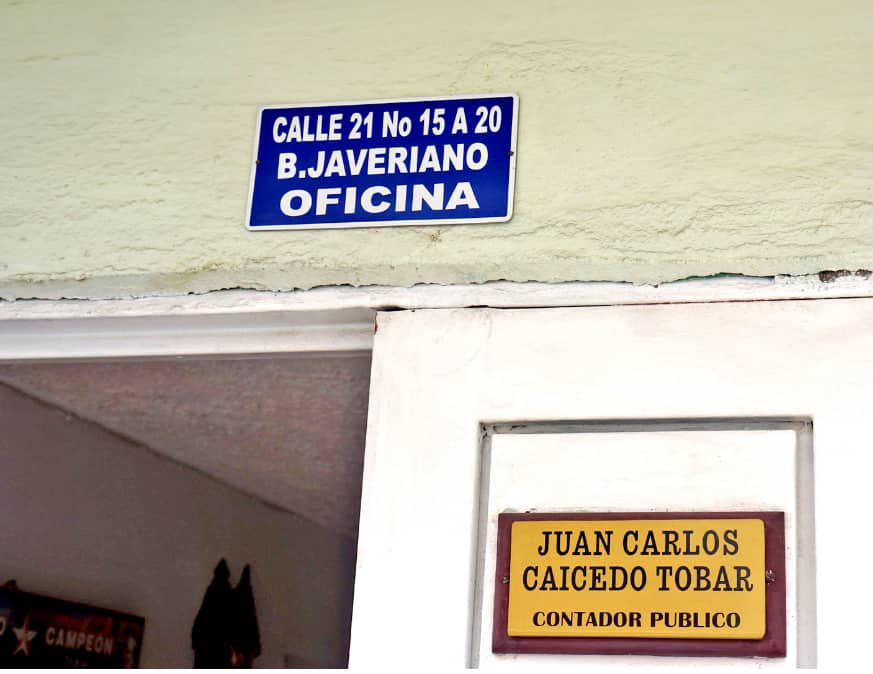 CALLE 21 No 15 A 20
B.JAVERIANO
OFICINA
JUAN CARLOS
CAICEDO TOBAR
CONTADOR PUBLICO
CAMPEÓN